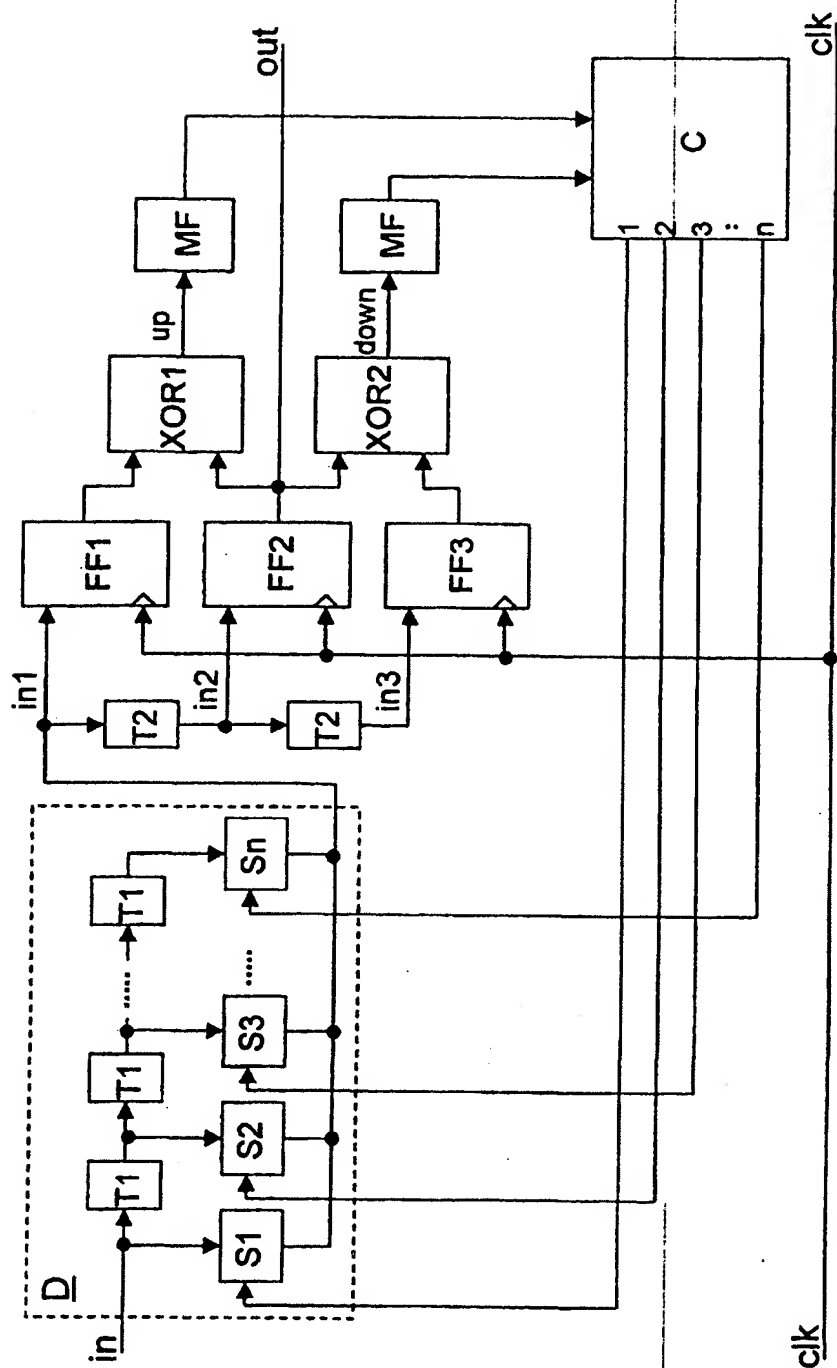 in
D
T1
T1
.....
T1
S1
S2
S3
.....
Sn
in1
T2
in2
T2
in3
FF1
FF2
FF3
XOR1
XOR2
up
down
MF
MF
out
C
1
2
3
:
n
clk
clk